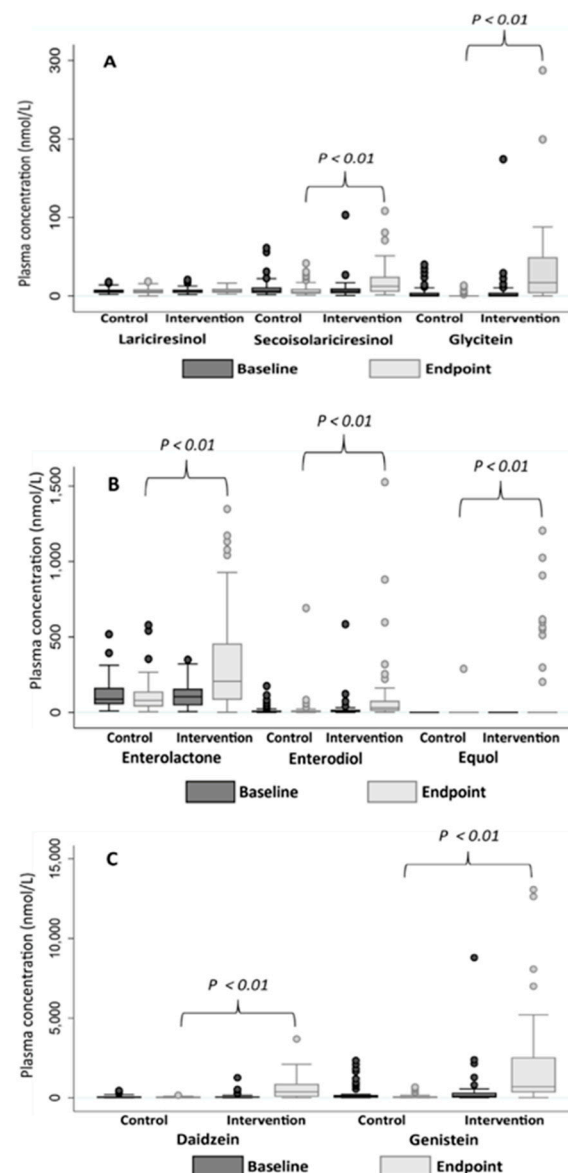 P < 0.01
A
300
P < 0.01
200
100
0
Plasma concentration (nmol/L)
Control Intervention Control Intervention Control Intervention
Lariciresinol Secoisolariciresinol Glycitein
Baseline Endpoint
P < 0.01
P < 0.01
B
P < 0.01
1,500
1,000
500
0
Plasma concentration (nmol/L)
Control Intervention Control Intervention Control Intervention
Enterolactone Enterodiol Equol
Baseline Endpoint
P < 0.01
C
15,000
10,000
P < 0.01
5,000
0
Plasma concentration (nmol/L)
Control Intervention Control Intervention
Daidzein Genistein
Baseline Endpoint